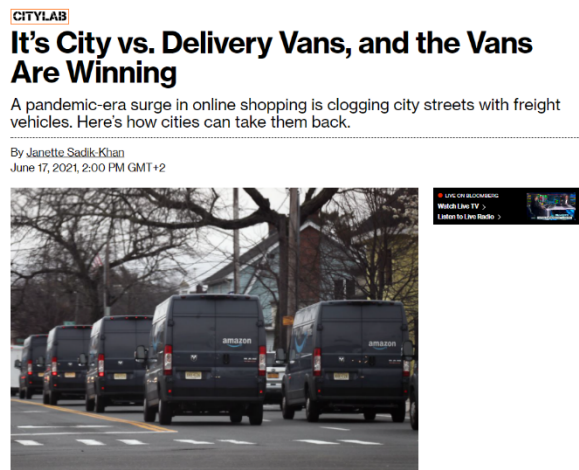 CITYLAB
It's City vs. Delivery Vans, and the Vans
Are Winning
A pandemic-era surge in online shopping is clogging city streets with freight
vehicles. Here's how cities can take them back.
By Janette Sadik-Khan
June 17, 2021, 2:00 PM GMT+2
LIVE ON BLOOMBERG
Watch Live TV >
Listen to Live Radio >
amazon
amazon